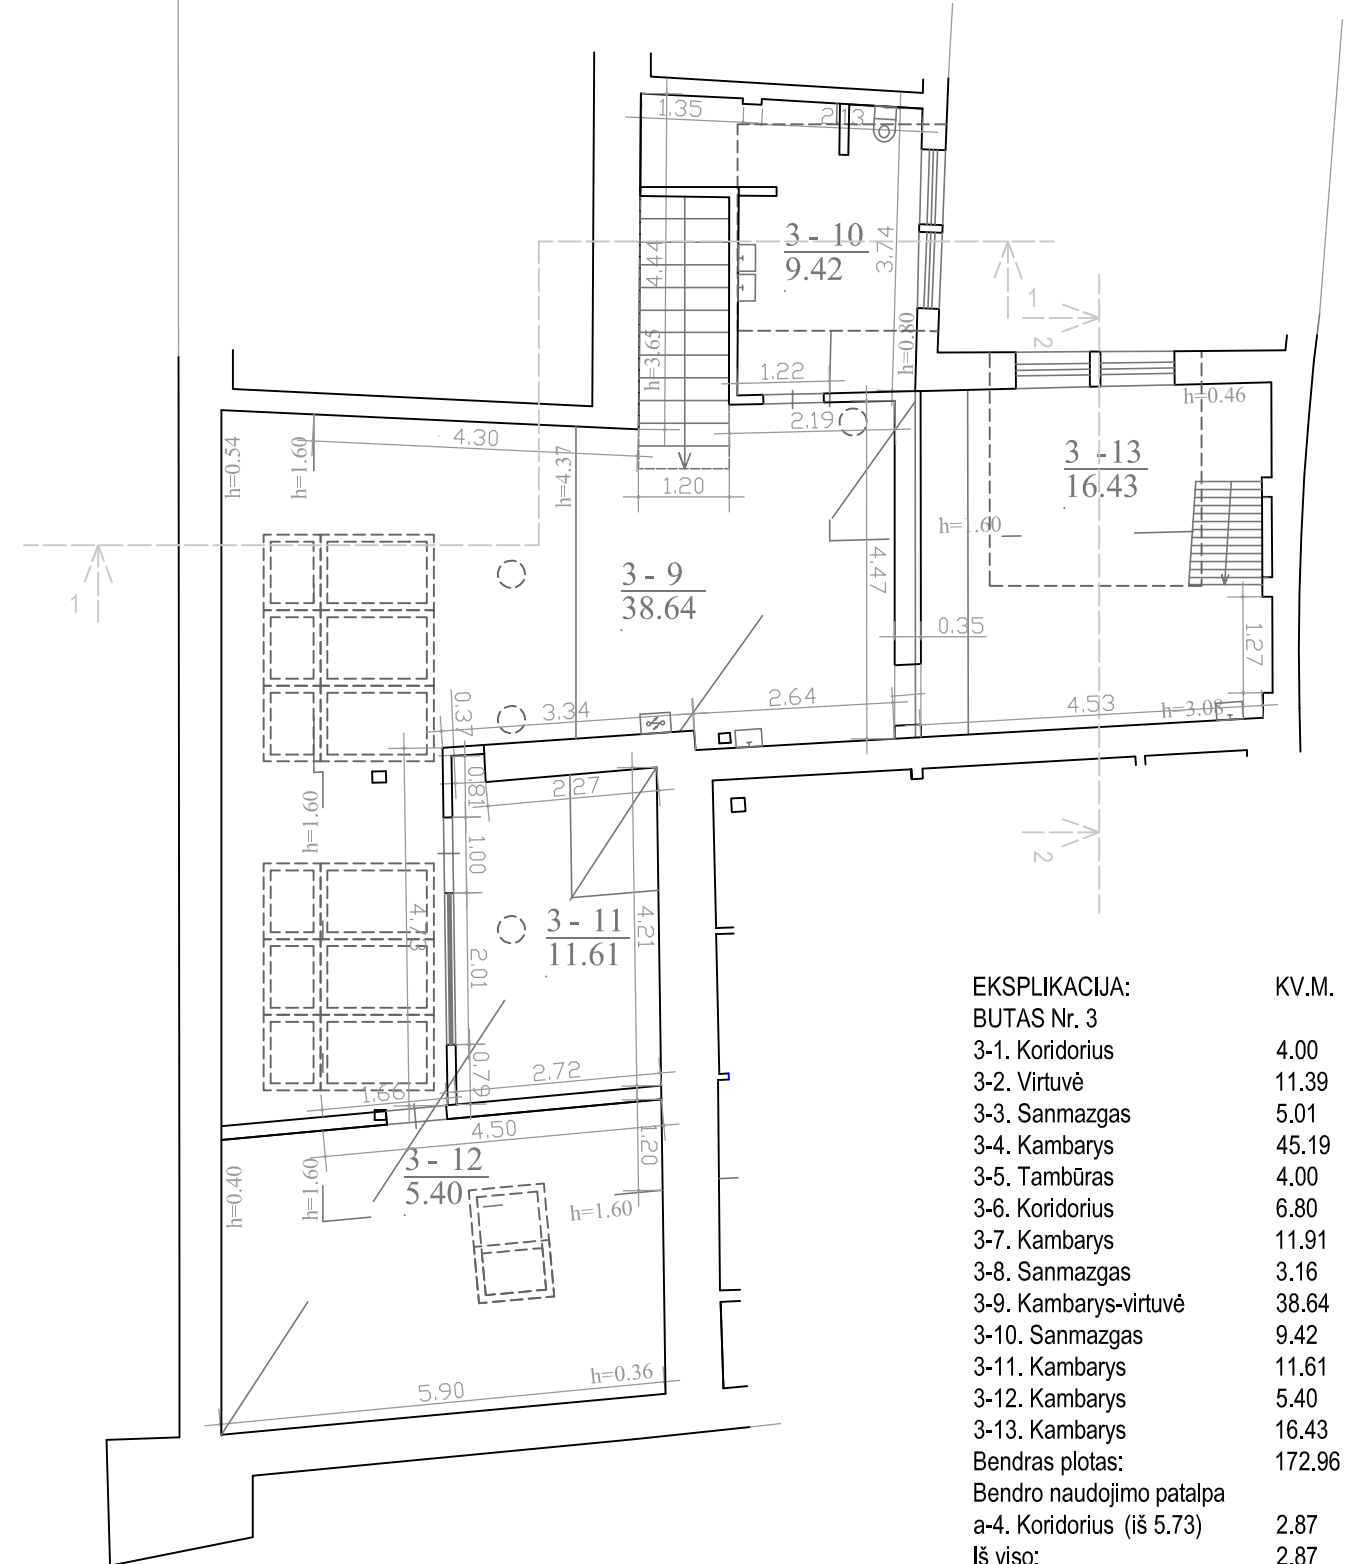 1.35
2.13
3 - 10
9.42
3.74
4.44
h=3.65
h=0.80
1
2
1.22
2.19
h=0.46
4.30
h=0.54
h=1.60
h=4.37
1.20
3 -13
16.43
h=1.60
4.47
3 - 9
38.64
1
0.35
1.27
0.37
3.34
2.64
4.53
h=3.08
0.81
2.27
h=1.60
1.00
2
4.73
3 - 11
11.61
4.21
2.01
0.79
2.72
1.66
4.50
1.20
3 - 12
5.40
h=0.40
h=1.60
h=1.60
h=0.36
5.90
EKSPLIKACIJA: KV.M.
BUTAS Nr. 3
3-1. Koridorius 4.00
3-2. Virtuvė 11.39
3-3. Sanmazgas 5.01
3-4. Kambarys 45.19
3-5. Tambūras 4.00
3-6. Koridorius 6.80
3-7. Kambarys 11.91
3-8. Sanmazgas 3.16
3-9. Kambarys-virtuvė 38.64
3-10. Sanmazgas 9.42
3-11. Kambarys 11.61
3-12. Kambarys 5.40
3-13. Kambarys 16.43
Bendras plotas: 172.96
Bendro naudojimo patalpa
a-4. Koridorius (iš 5.73) 2.87
Iš viso: 2.87